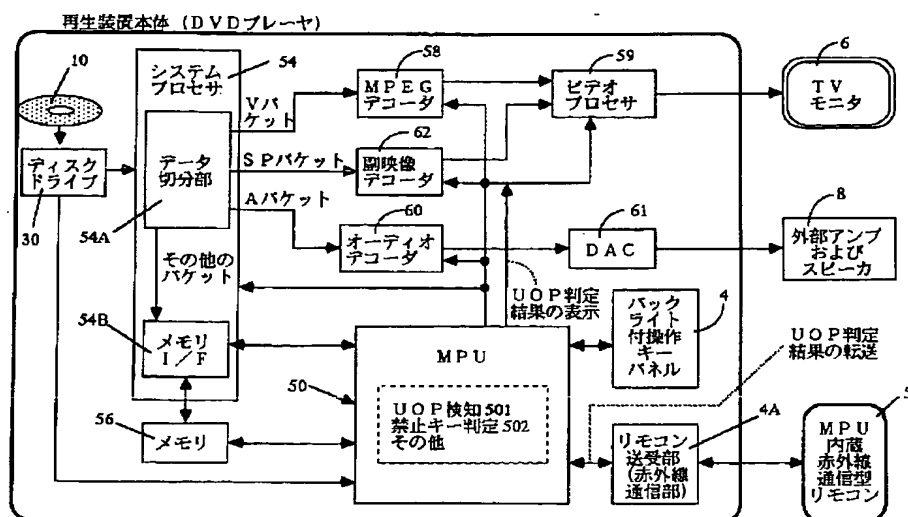 再生装置本体（ＤＶＤプレーヤ）
10
システム
プロセサ
54
Ｖパ
ケット
58
ＭＰＥＧ
デコーダ
59
ビデオ
プロセサ
6
ＴＶ
モニタ
ディスク
ドライブ
30
データ
切分部
54A
ＳＰパケット
62
副映像
デコーダ
Ａパケット
60
オーディオ
デコーダ
61
ＤＡＣ
8
外部アンプ
および
スピーカ
その他の
パケット
ＵＯＰ判定
結果の表示
バック
ライト
付操作
キー
パネル
4
ＵＯＰ判定
結果の転送
54B
メモリ
Ｉ／Ｆ
ＭＰＵ
50
ＵＯＰ検知 501
禁止キー判定 502
その他
56
メモリ
4A
リモコン
送受部
(赤外線
通信部)
5
ＭＰＵ
内蔵
赤外線
通信型
リモコン